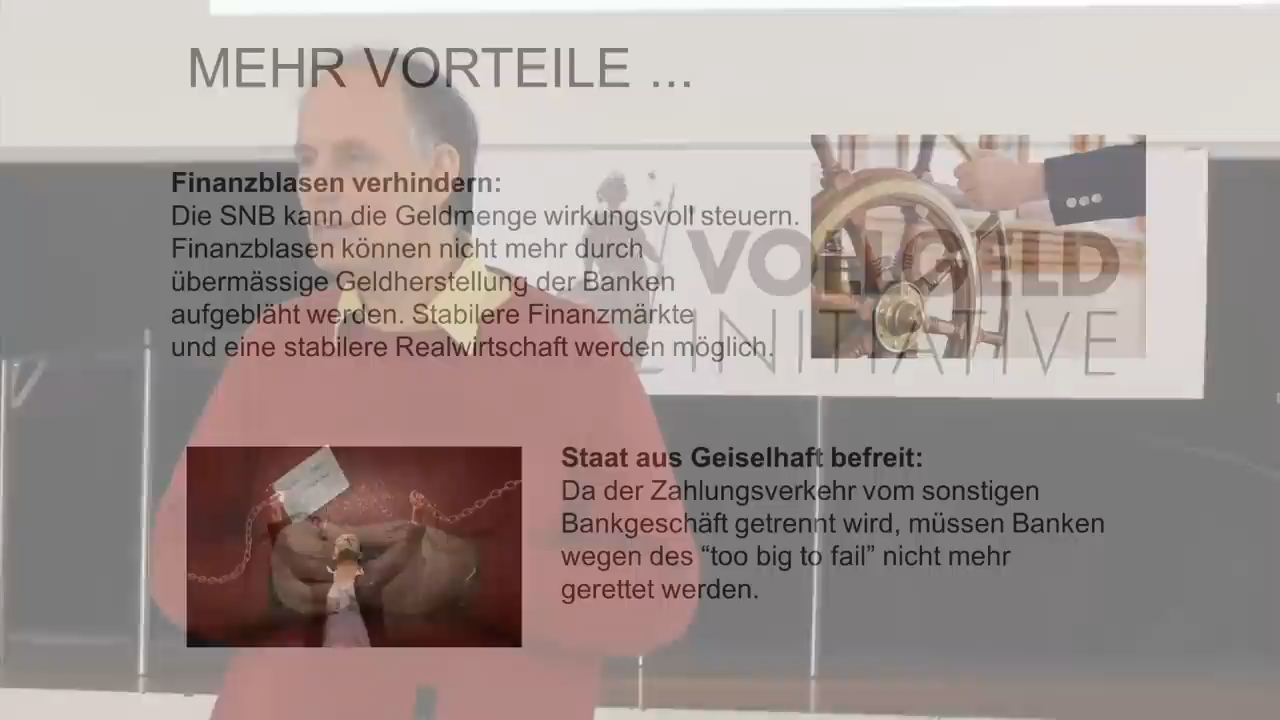 MEHR VORTEILE ...
Finanzblasen verhindern:
Die SNB kann die Geldmenge wirkungsvoll steuern.
Finanzblasen können nicht mehr durch
übermässige Geldherstellung der Banken
aufgebläht werden. Stabilere Finanzmärkte
und eine stabilere Realwirtschaft werden möglich.
VOLLGELD
INITIATIVE
Staat aus Geiselhaft befreit:
Da der Zahlungsverkehr vom sonstigen
Bankgeschäft getrennt wird, müssen Banken
wegen des “too big to fail” nicht mehr
gerettet werden.